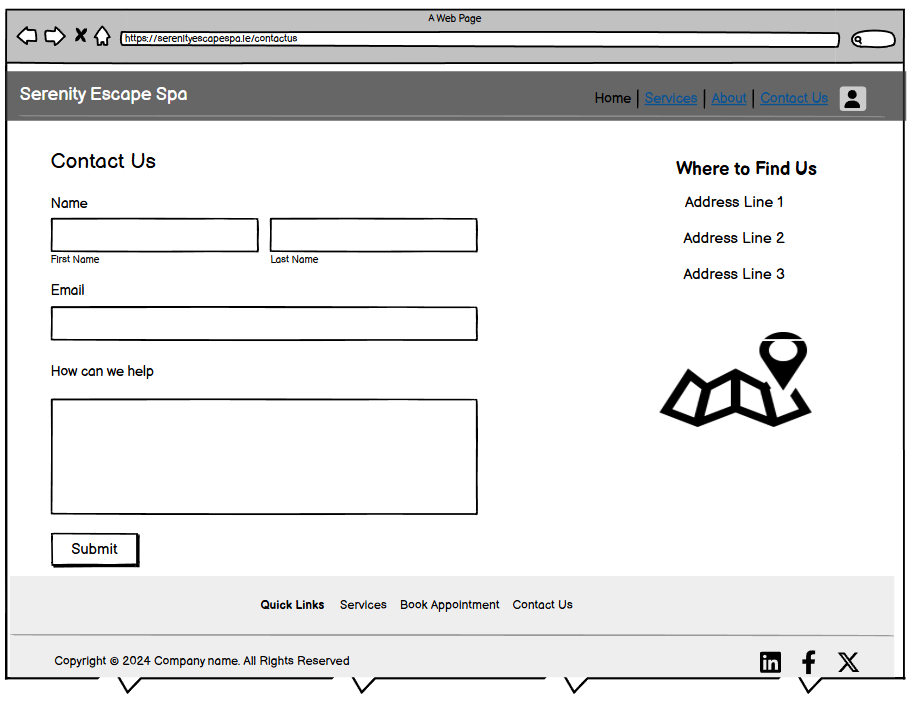 A Web Page
https://serenityescapespa.ie/contactus
Serenity Escape Spa
Home | Services | About | Contact Us
Contact Us
Name
First Name
Last Name
Email
How can we help
Submit
Where to Find Us
Address Line 1
Address Line 2
Address Line 3
Quick Links Services Book Appointment Contact Us
Copyright © 2024 Company name. All Rights Reserved